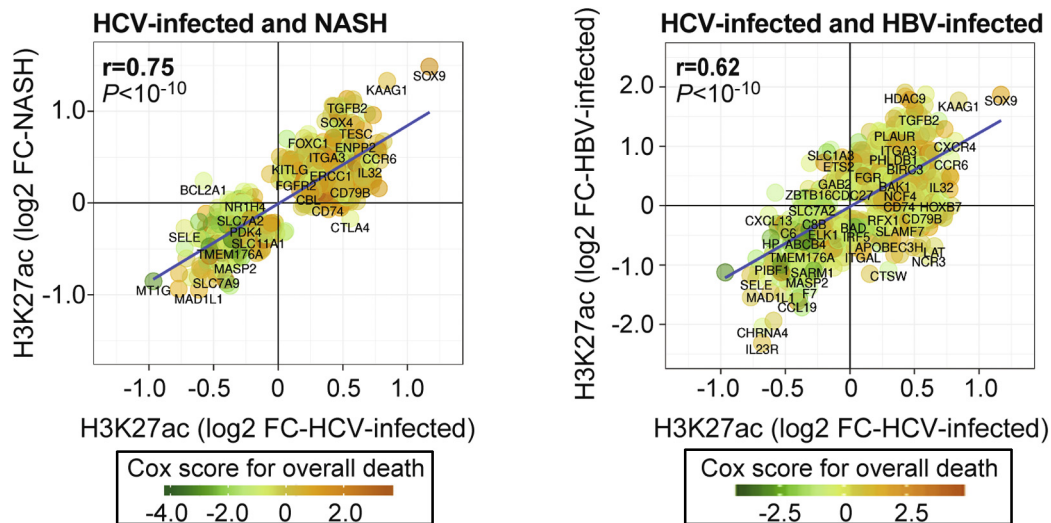 HCV-infected and NASH
r=0.75
P<10-10
SOX9
KAAG1
TGFB2
SOX4
TESC
FOXC1
ENPP2
ITGA3
CCR6
KITLG
ERCC1
IL32
FGFR2
CD79B
CBL
CD74
CTLA4
BCL2A1
NR1H4
SLC7A2
PDK4
SELE
SLC11A1
TMEM176A
MASP2
SLC7A9
MT1G
MAD1L1
1.0
0
-1.0
-1.0
-0.5
0
0.5
1.0
H3K27ac (log2 FC-NASH)
H3K27ac (log2 FC-HCV-infected)
Cox score for overall death
-4.0 -2.0 0 2.0
HCV-infected and HBV-infected
r=0.62
P<10-10
HDAC9
KAAG1
SOX9
TGFB2
PLAUR
ITGA3
CXCR4
SLC1A3
PHLDB1
ETS2
BIRC3
CCR6
FGR
GAB2
BAK1
IL32
ZBTB16
CDC27
NCF4
CD74
HOXB7
SLC7A2
CXCL13
C8B
BAD
RFX1
CD79B
C6
ELK1
IRF5
SLAMF7
HP
ABCB4
APOBEC3H
LAT
TMEM176A
ITGAL
NCR3
PIBF1
SARM1
CTSW
SELE
MASP2
MAD1L1
F7
CCL19
CHRNA4
IL23R
2.0
1.0
0
-1.0
-2.0
-1.0
-0.5
0
0.5
1.0
H3K27ac (log2 FC-HBV-infected)
H3K27ac (log2 FC-HCV-infected)
Cox score for overall death
-2.5 0 2.5